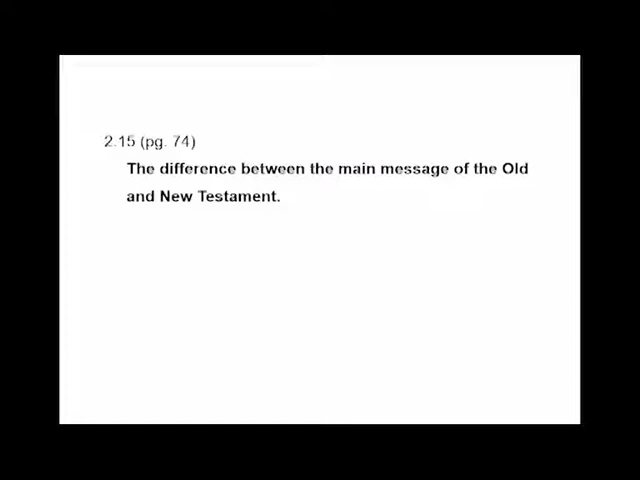 2.15 (pg. 74)
The difference between the main message of the Old
and New Testament.